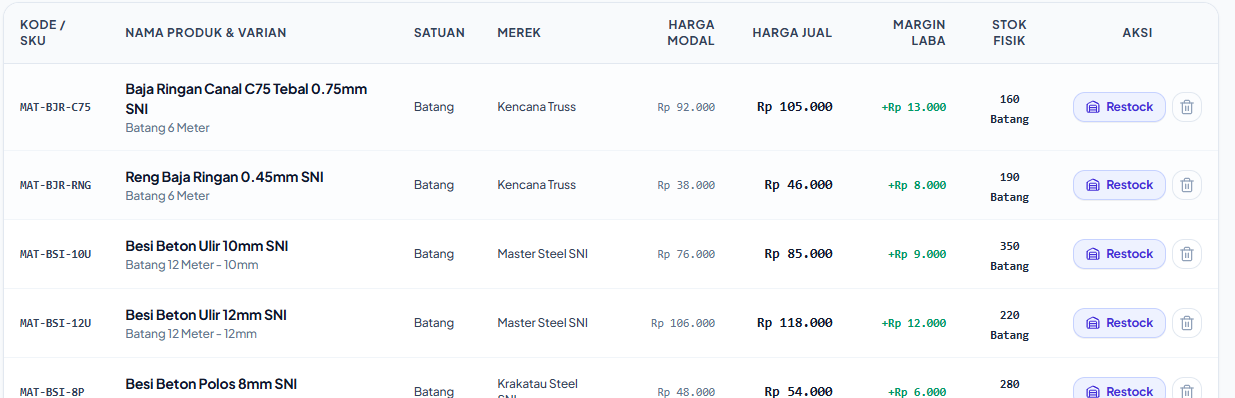 KODE / SKU NAMA PRODUK & VARIAN SATUAN MEREK HARGA MODAL HARGA JUAL MARGIN LABA STOK FISIK AKSI
MAT-BJR-C75 Baja Ringan Canal C75 Tebal 0.75mm SNI Batang Kencana Truss Rp 92.000 Rp 105.000 +Rp 13.000 160 Batang Restock
Batang 6 Meter
MAT-BJR-RNG Reng Baja Ringan 0.45mm SNI Batang Kencana Truss Rp 38.000 Rp 46.000 +Rp 8.000 190 Batang Restock
Batang 6 Meter
MAT-BSI-10U Besi Beton Ulir 10mm SNI Batang Master Steel SNI Rp 76.000 Rp 85.000 +Rp 9.000 350 Batang Restock
Batang 12 Meter - 10mm
MAT-BSI-12U Besi Beton Ulir 12mm SNI Batang Master Steel SNI Rp 106.000 Rp 118.000 +Rp 12.000 220 Batang Restock
Batang 12 Meter - 12mm
MAT-BSI-8P Besi Beton Polos 8mm SNI Batang Krakatau Steel Rp 48.000 Rp 54.000 +Rp 6.000 280 Restock